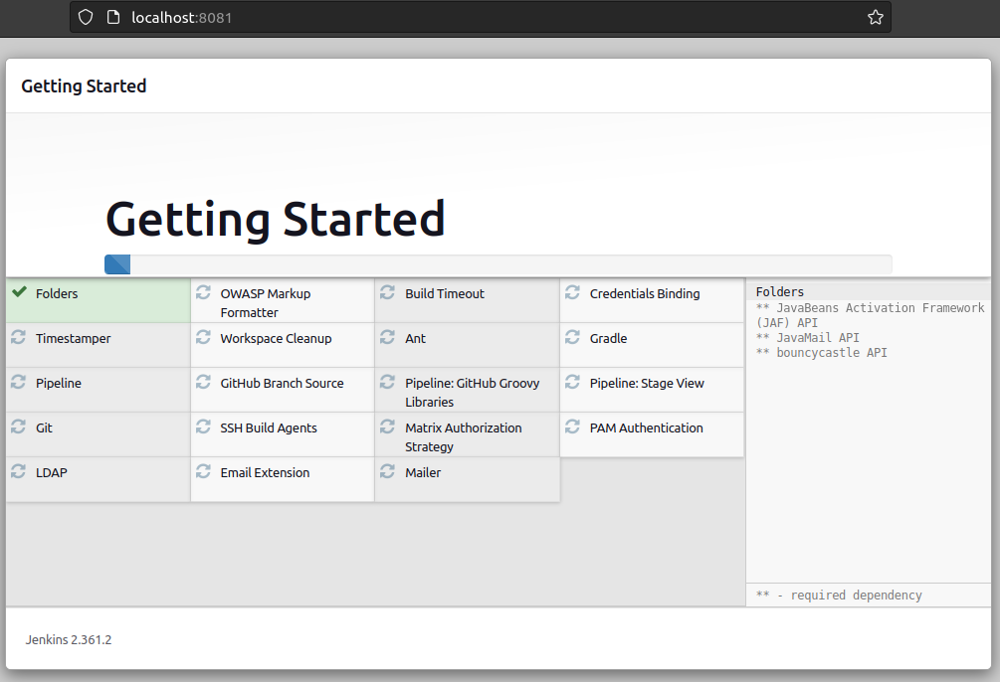 localhost:8081
Getting Started
Getting Started
Folders
OWASP Markup
Formatter
Build Timeout
Credentials Binding
Timestamper
Workspace Cleanup
Ant
Gradle
Pipeline
GitHub Branch Source
Pipeline: GitHub Groovy
Libraries
Pipeline: Stage View
Git
SSH Build Agents
Matrix Authorization
Strategy
PAM Authentication
LDAP
Email Extension
Mailer
Folders
** JavaBeans Activation Framework
(JAF) API
** JavaMail API
** bouncycastle API
** - required dependency
Jenkins 2.361.2